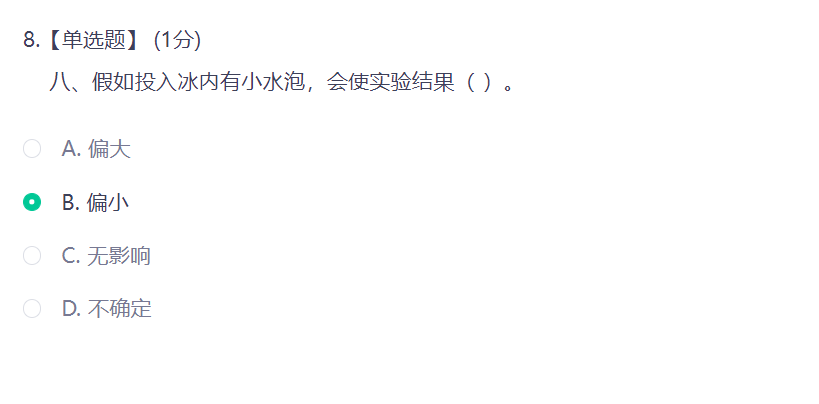 8.【单选题】 (1分)
八、假如投入冰内有小水泡，会使实验结果（ ）。
A. 偏大
B. 偏小
C. 无影响
D. 不确定